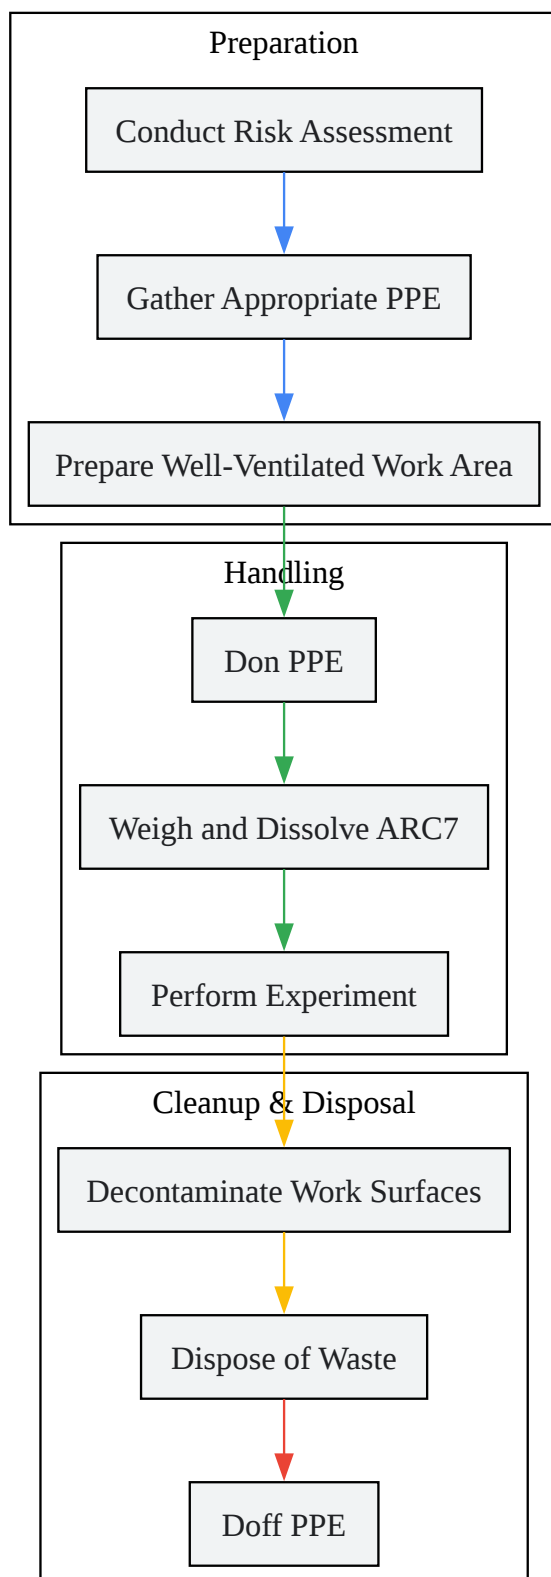 Preparation
Conduct Risk Assessment
Gather Appropriate PPE
Prepare Well-Ventilated Work Area
Handling
Don PPE
Weigh and Dissolve ARC7
Perform Experiment
Cleanup & Disposal
Decontaminate Work Surfaces
Dispose of Waste
Doff PPE